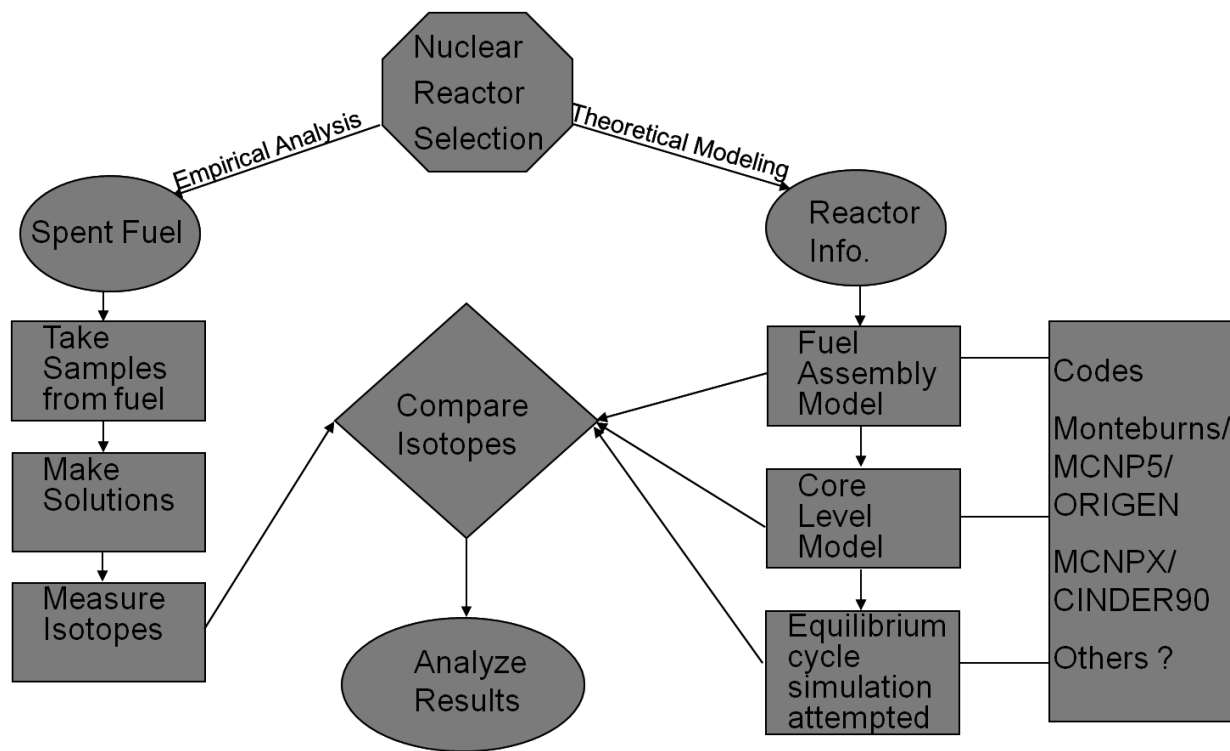 Nuclear
Reactor
Selection
Empirical Analysis
Theoretical Modeling
Spent Fuel
Reactor
Info.
Take
Samples
from fuel
Make
Solutions
Measure
Isotopes
Compare
Isotopes
Analyze
Results
Fuel
Assembly
Model
Core
Level
Model
Equilibrium
cycle
simulation
attempted
Codes
Monteburns/
MCNP5/
ORIGEN
MCNPX/
CINDER90
Others ?